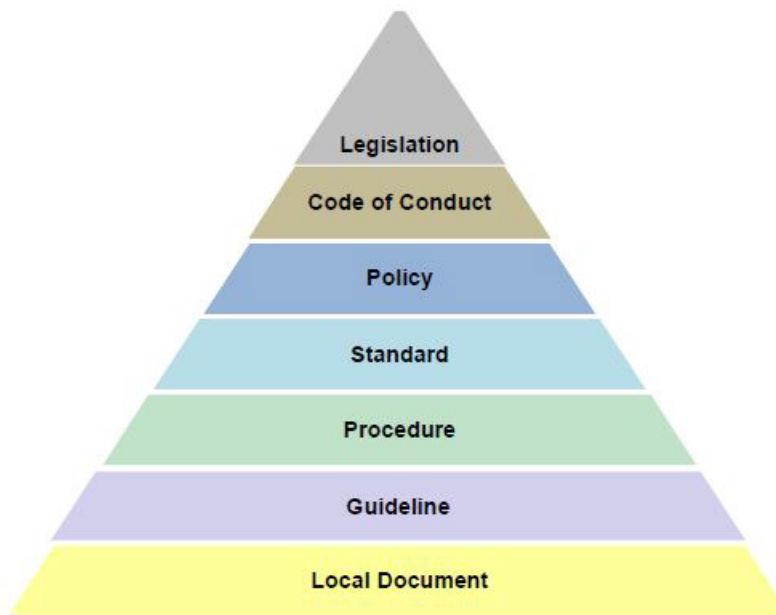 Legislation
Code of Conduct
Policy
Standard
Procedure
Guideline
Local Document